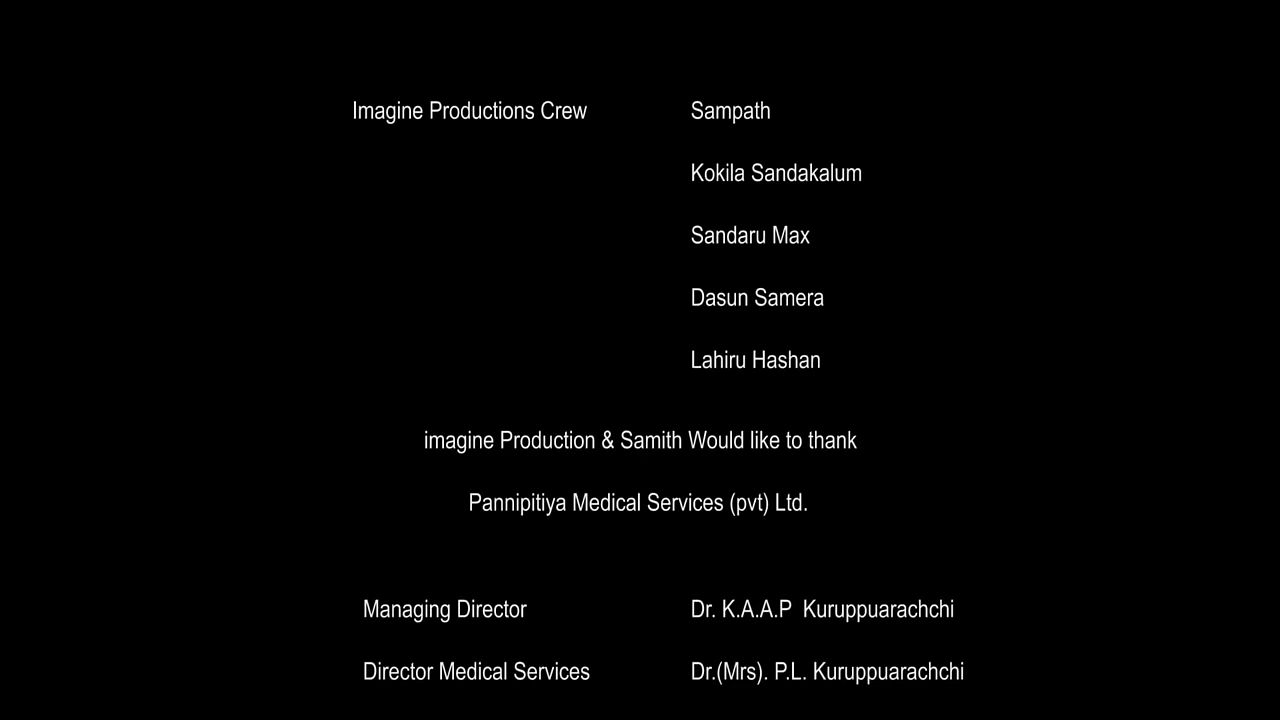 Imagine Productions Crew Sampath
Kokila Sandakalum
Sandaru Max
Dasun Samera
Lahiru Hashan
imagine Production & Samith Would like to thank
Pannipitiya Medical Services (pvt) Ltd.
Managing Director Dr. K.A.A.P Kuruppuarachchi
Director Medical Services Dr.(Mrs). P.L. Kuruppuarachchi